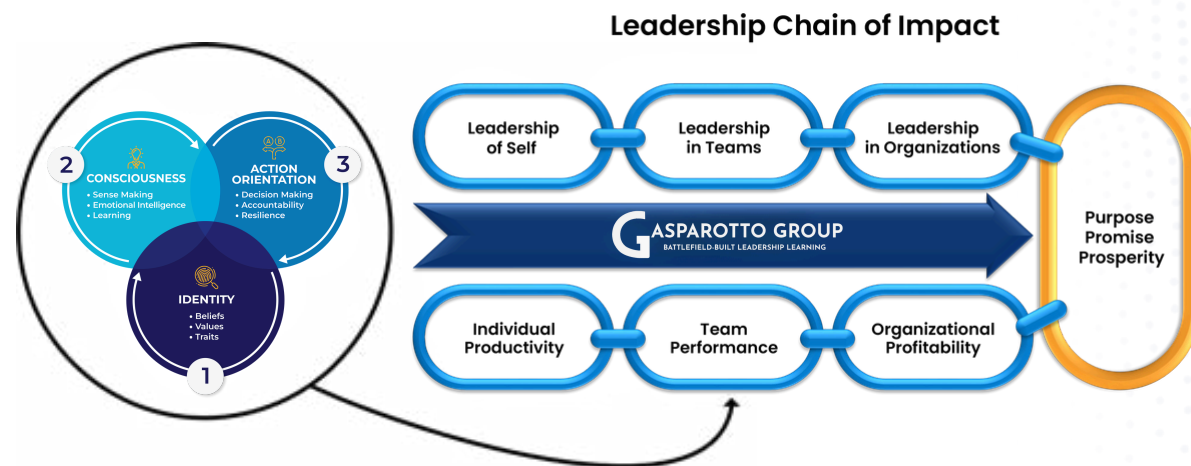 Leadership Chain of Impact
2
CONSCIOUSNESS
• Sense Making
• Emotional Intelligence
• Learning
A B
ACTION
ORIENTATION
• Decision Making
• Accountability
• Resilience
3
IDENTITY
• Beliefs
• Values
• Traits
1
Leadership
of Self
Leadership
in Teams
Leadership
in Organizations
GASPAROTTO GROUP
BATTLEFIELD-BUILT LEADERSHIP LEARNING
Individual
Productivity
Team
Performance
Organizational
Profitability
Purpose
Promise
Prosperity